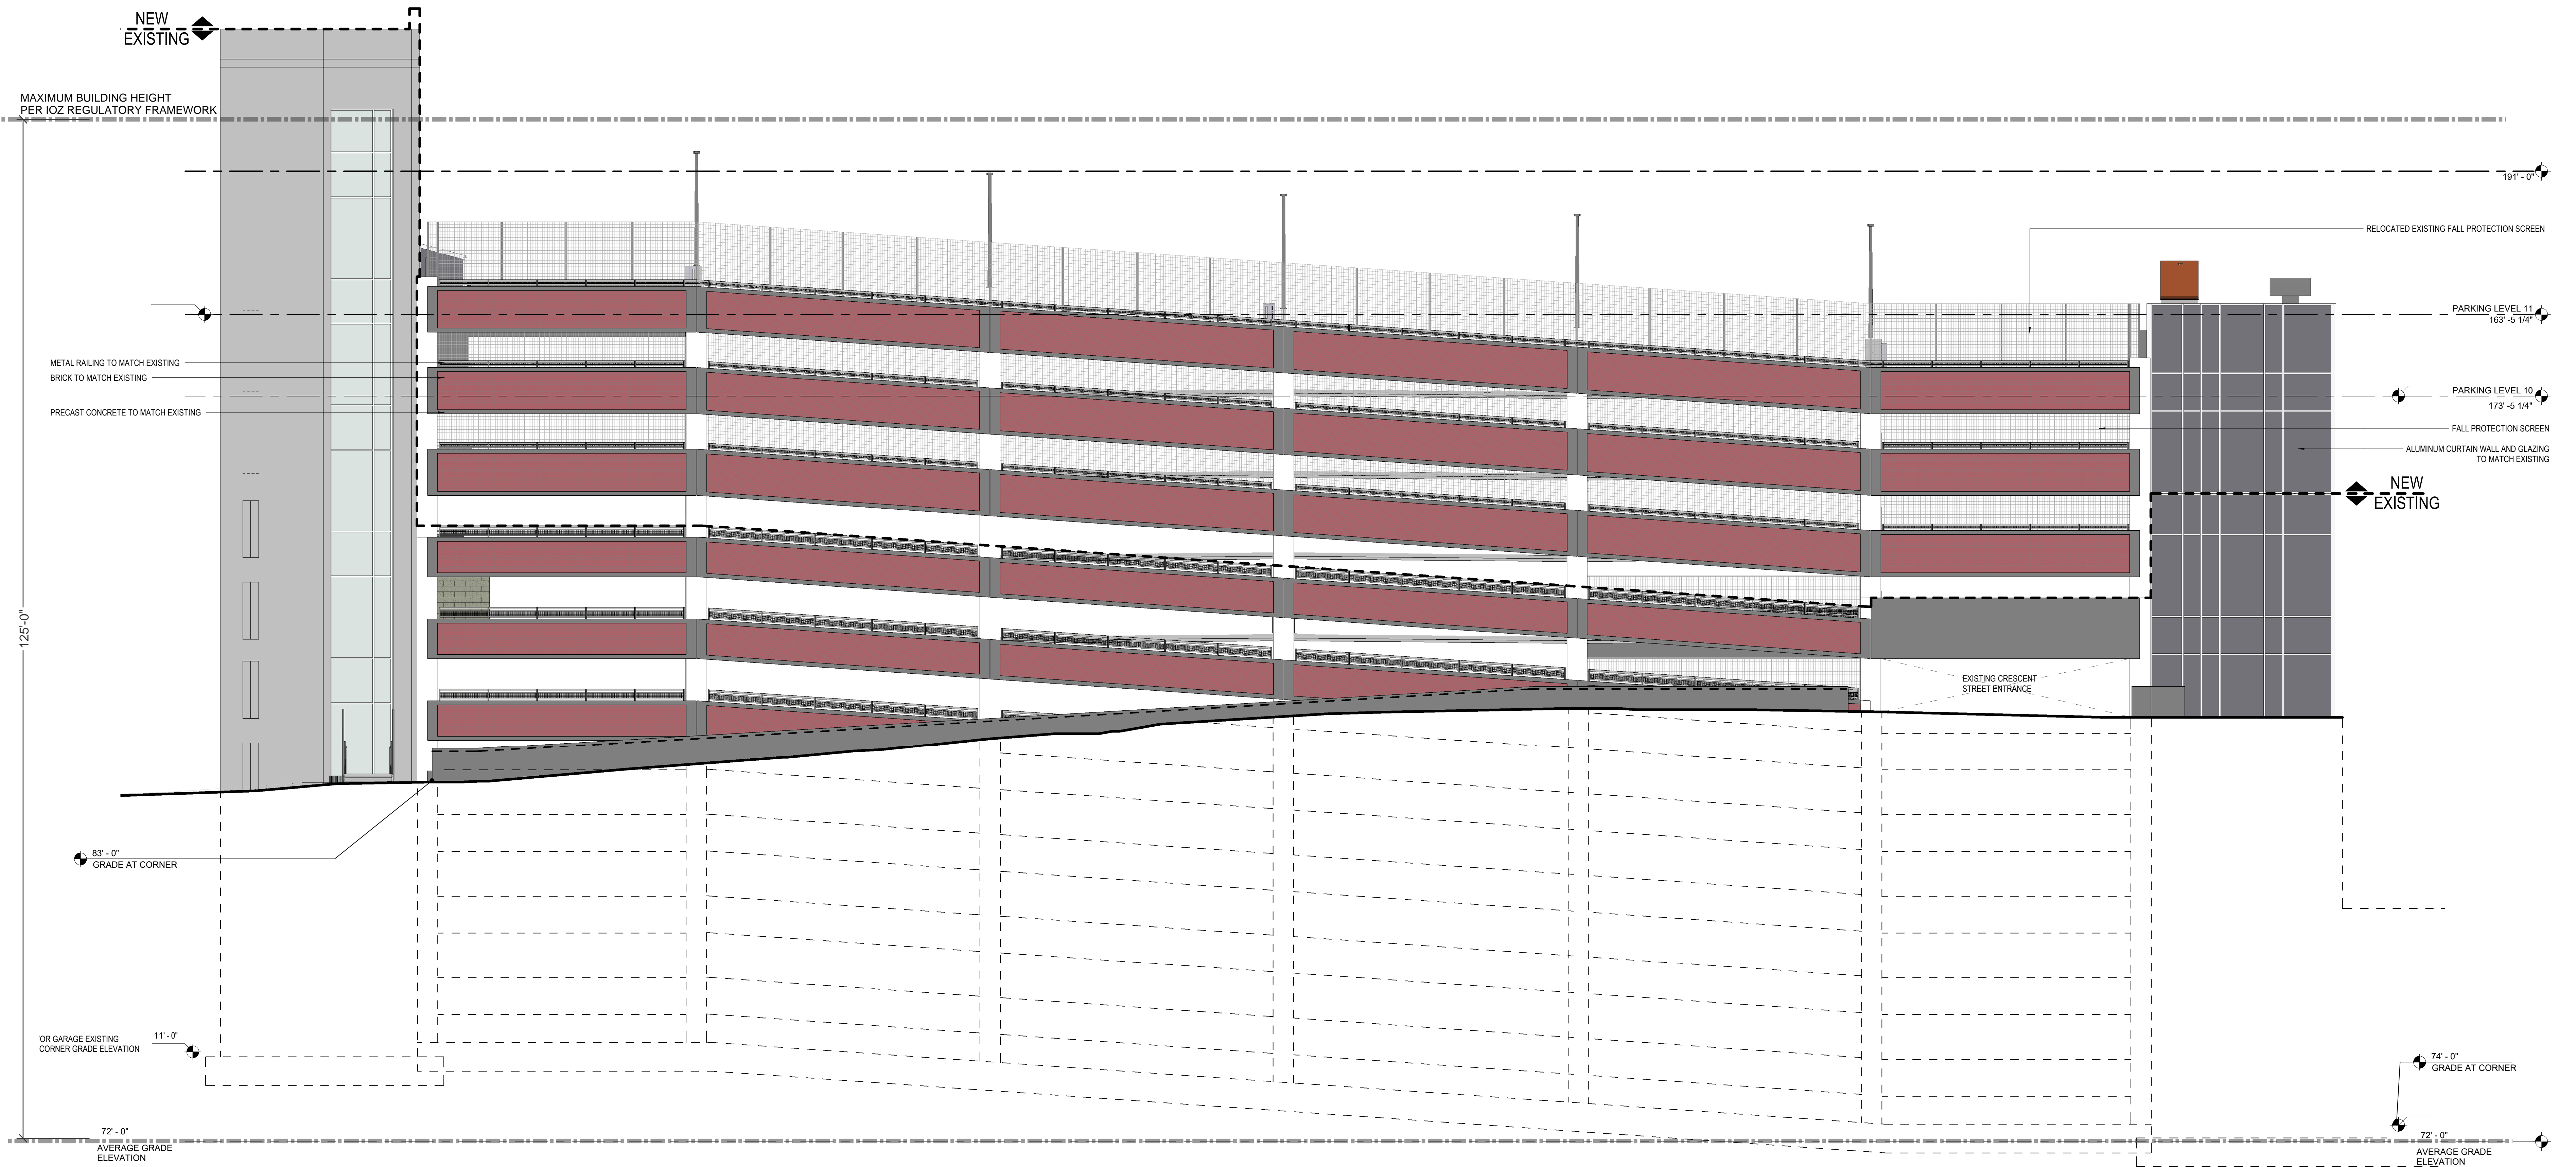 NEW
EXISTING
MAXIMUM BUILDING HEIGHT
PER IOZ REGULATORY FRAMEWORK
191' - 0"
RELOCATED EXISTING FALL PROTECTION SCREEN
PARKING LEVEL 11
163' -5 1/4"
METAL RAILING TO MATCH EXISTING
BRICK TO MATCH EXISTING
PRECAST CONCRETE TO MATCH EXISTING
PARKING LEVEL 10
173' -5 1/4"
FALL PROTECTION SCREEN
ALUMINUM CURTAIN WALL AND GLAZING
TO MATCH EXISTING
NEW
EXISTING
125'-0"
EXISTING CRESCENT
STREET ENTRANCE
83' - 0"
GRADE AT CORNER
OR GARAGE EXISTING
CORNER GRADE ELEVATION
11' - 0"
74' - 0"
GRADE AT CORNER
72' - 0"
AVERAGE GRADE
ELEVATION
72' - 0"
AVERAGE GRADE
ELEVATION